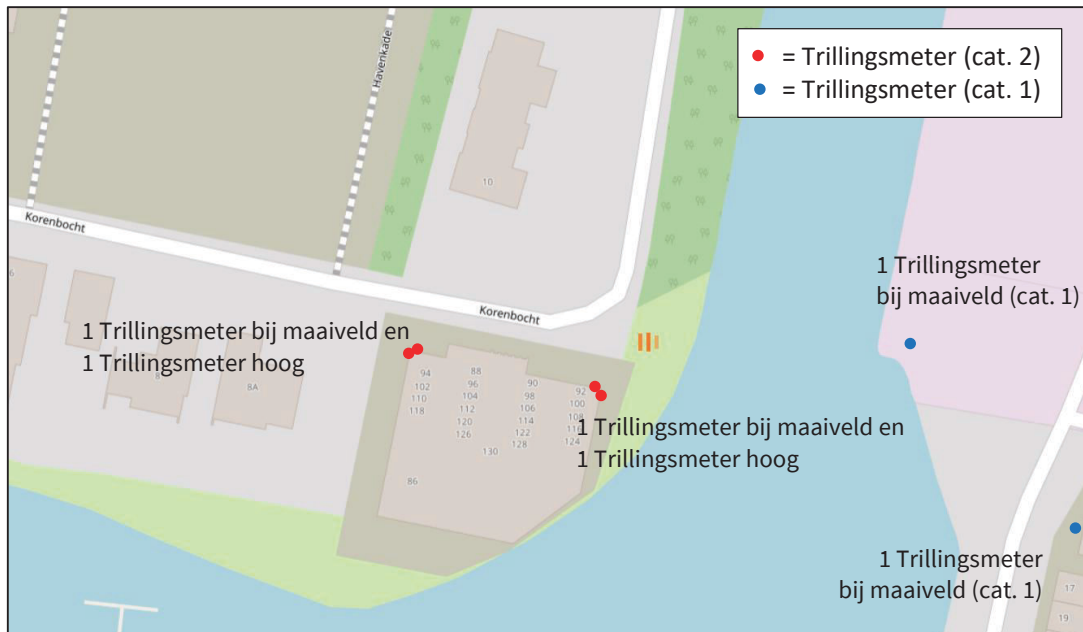 = Trillingsmeter (cat. 2)
= Trillingsmeter (cat. 1)
Havenkade
10
Korenbocht
Korenbocht
1 Trillingsmeter
bij maaiveld (cat. 1)
1 Trillingsmeter bij maaiveld en
1 Trillingsmeter hoog
8A
94
102
110
118
88
96
104
112
120
126
90
98
106
114
122
128
92
100
108
116
124
130
86
1 Trillingsmeter bij maaiveld en
1 Trillingsmeter hoog
1 Trillingsmeter
bij maaiveld (cat. 1)
17
19